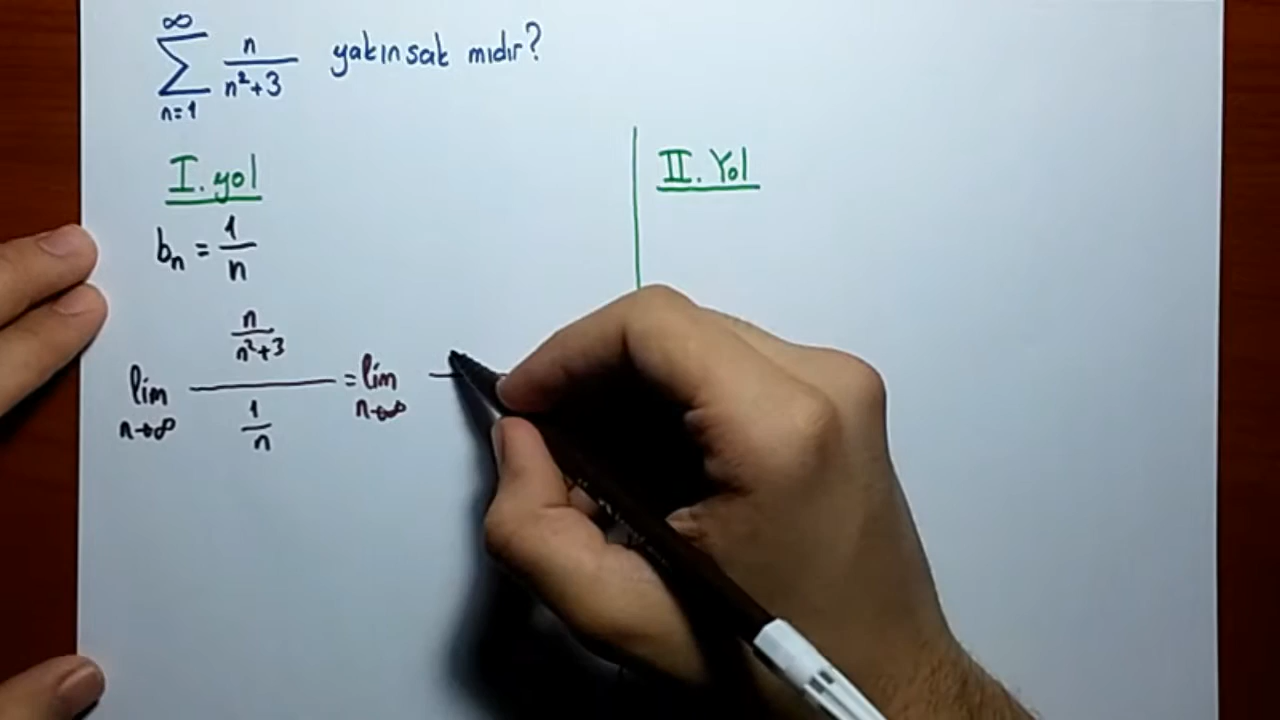 ∞
∑ n/(n²+3) yakınsak mıdır?
n=1
I. yol
bₙ = 1/n
lim n→∞ (n/(n²+3))/(1/n) = lim n→∞
II. Yol